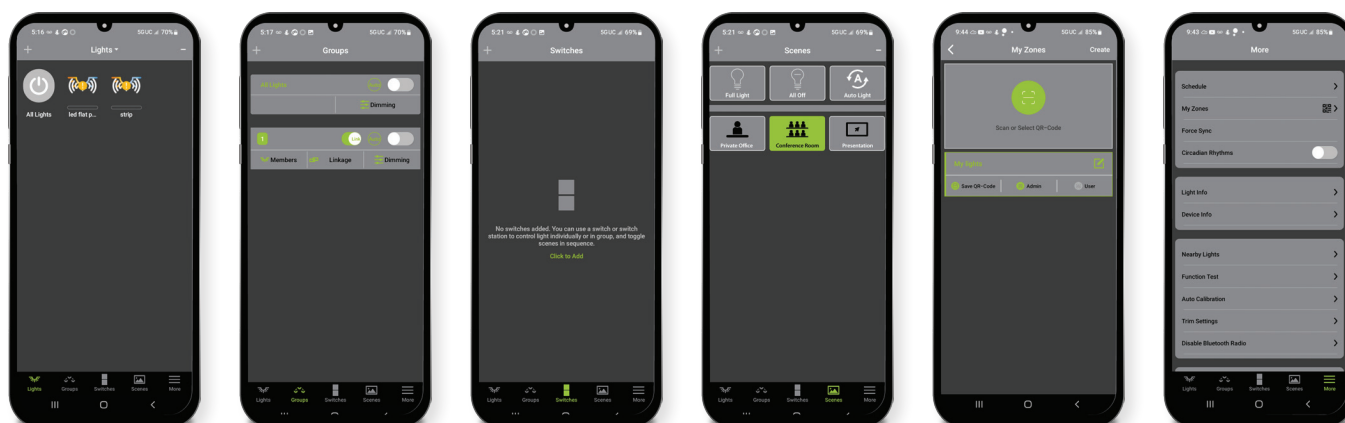 5:16
5GUC 70%
Lights
All Lights
led flat p...
strip
Lights
Groups
Switches
Scenes
More
5:17
5GUC 70%
Groups
All Lights
Auto
Dimming
1
Link
Auto
Members
Linkage
Dimming
Lights
Groups
Switches
Scenes
More
5:21
5GUC 69%
Switches
No switches added. You can use a switch or switch
station to control light individually or in group, and toggle
scenes in sequence.
Click to Add
Lights
Groups
Switches
Scenes
More
5:21
5GUC 69%
Scenes
Full Light
All Off
A
Auto Light
Private Office
Conference Room
Presentation
Lights
Groups
Switches
Scenes
More
9:44
5GUC 85%
My Zones
Create
Scan or Select QR-Code
My lights
Save QR-Code
Admin
User
9:43
5GUC 85%
More
Schedule
My Zones
Force Sync
Circadian Rhythms
Light Info
Device Info
Nearby Lights
Function Test
Auto Calibration
Trim Settings
Disable Bluetooth Radio
Lights
Groups
Switches
Scenes
More